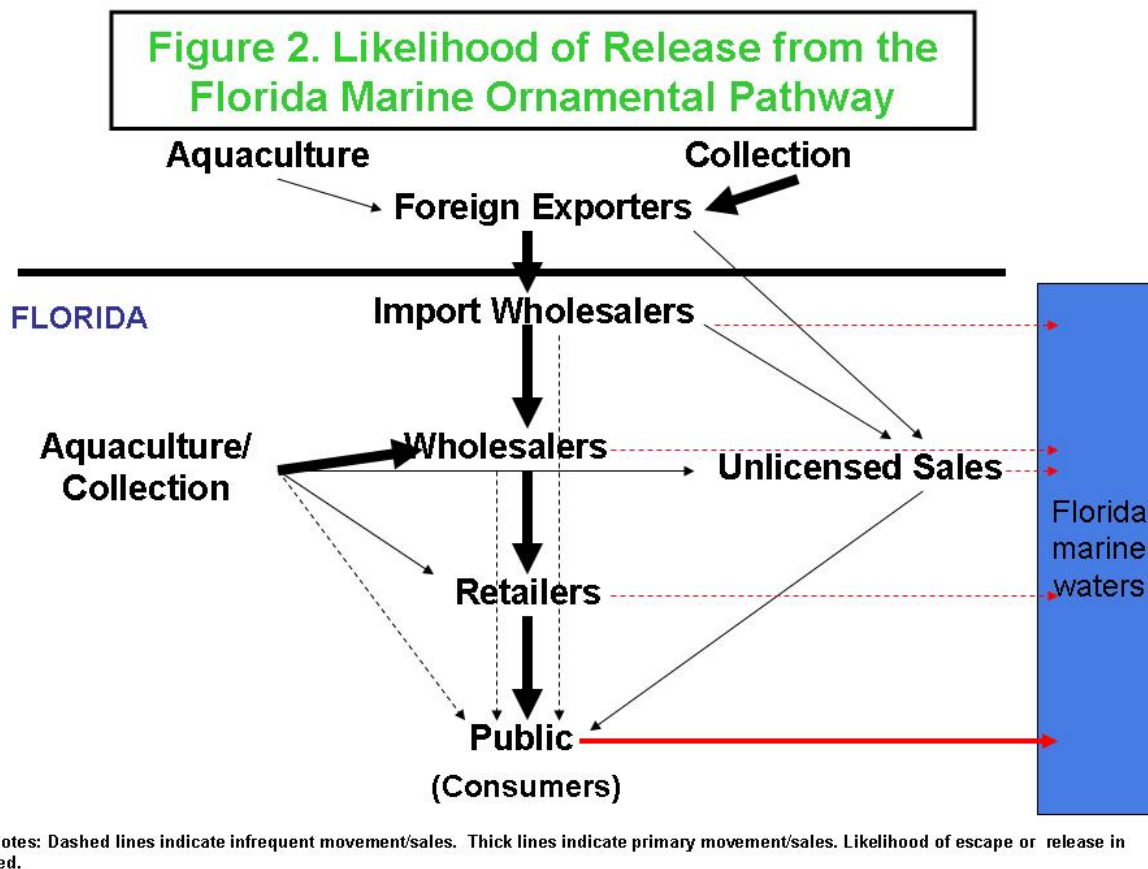 Figure 2. Likelihood of Release from the
Florida Marine Ornamental Pathway
Aquaculture
Collection
Foreign Exporters
FLORIDA
Import Wholesalers
Aquaculture/
Collection
Wholesalers
Unlicensed Sales
Florida
marine
waters
Retailers
Public
(Consumers)
otes: Dashed lines indicate infrequent movement/sales. Thick lines indicate primary movement/sales. Likelihood of escape or release in
ed.